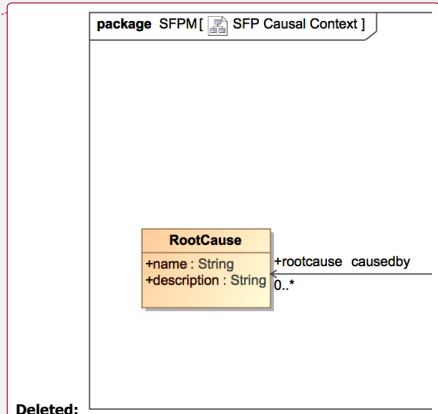 package SFPM[ SFP Causal Context ]
RootCause
+name : String
+description : String
+rootcause causedby
0..*
Deleted: